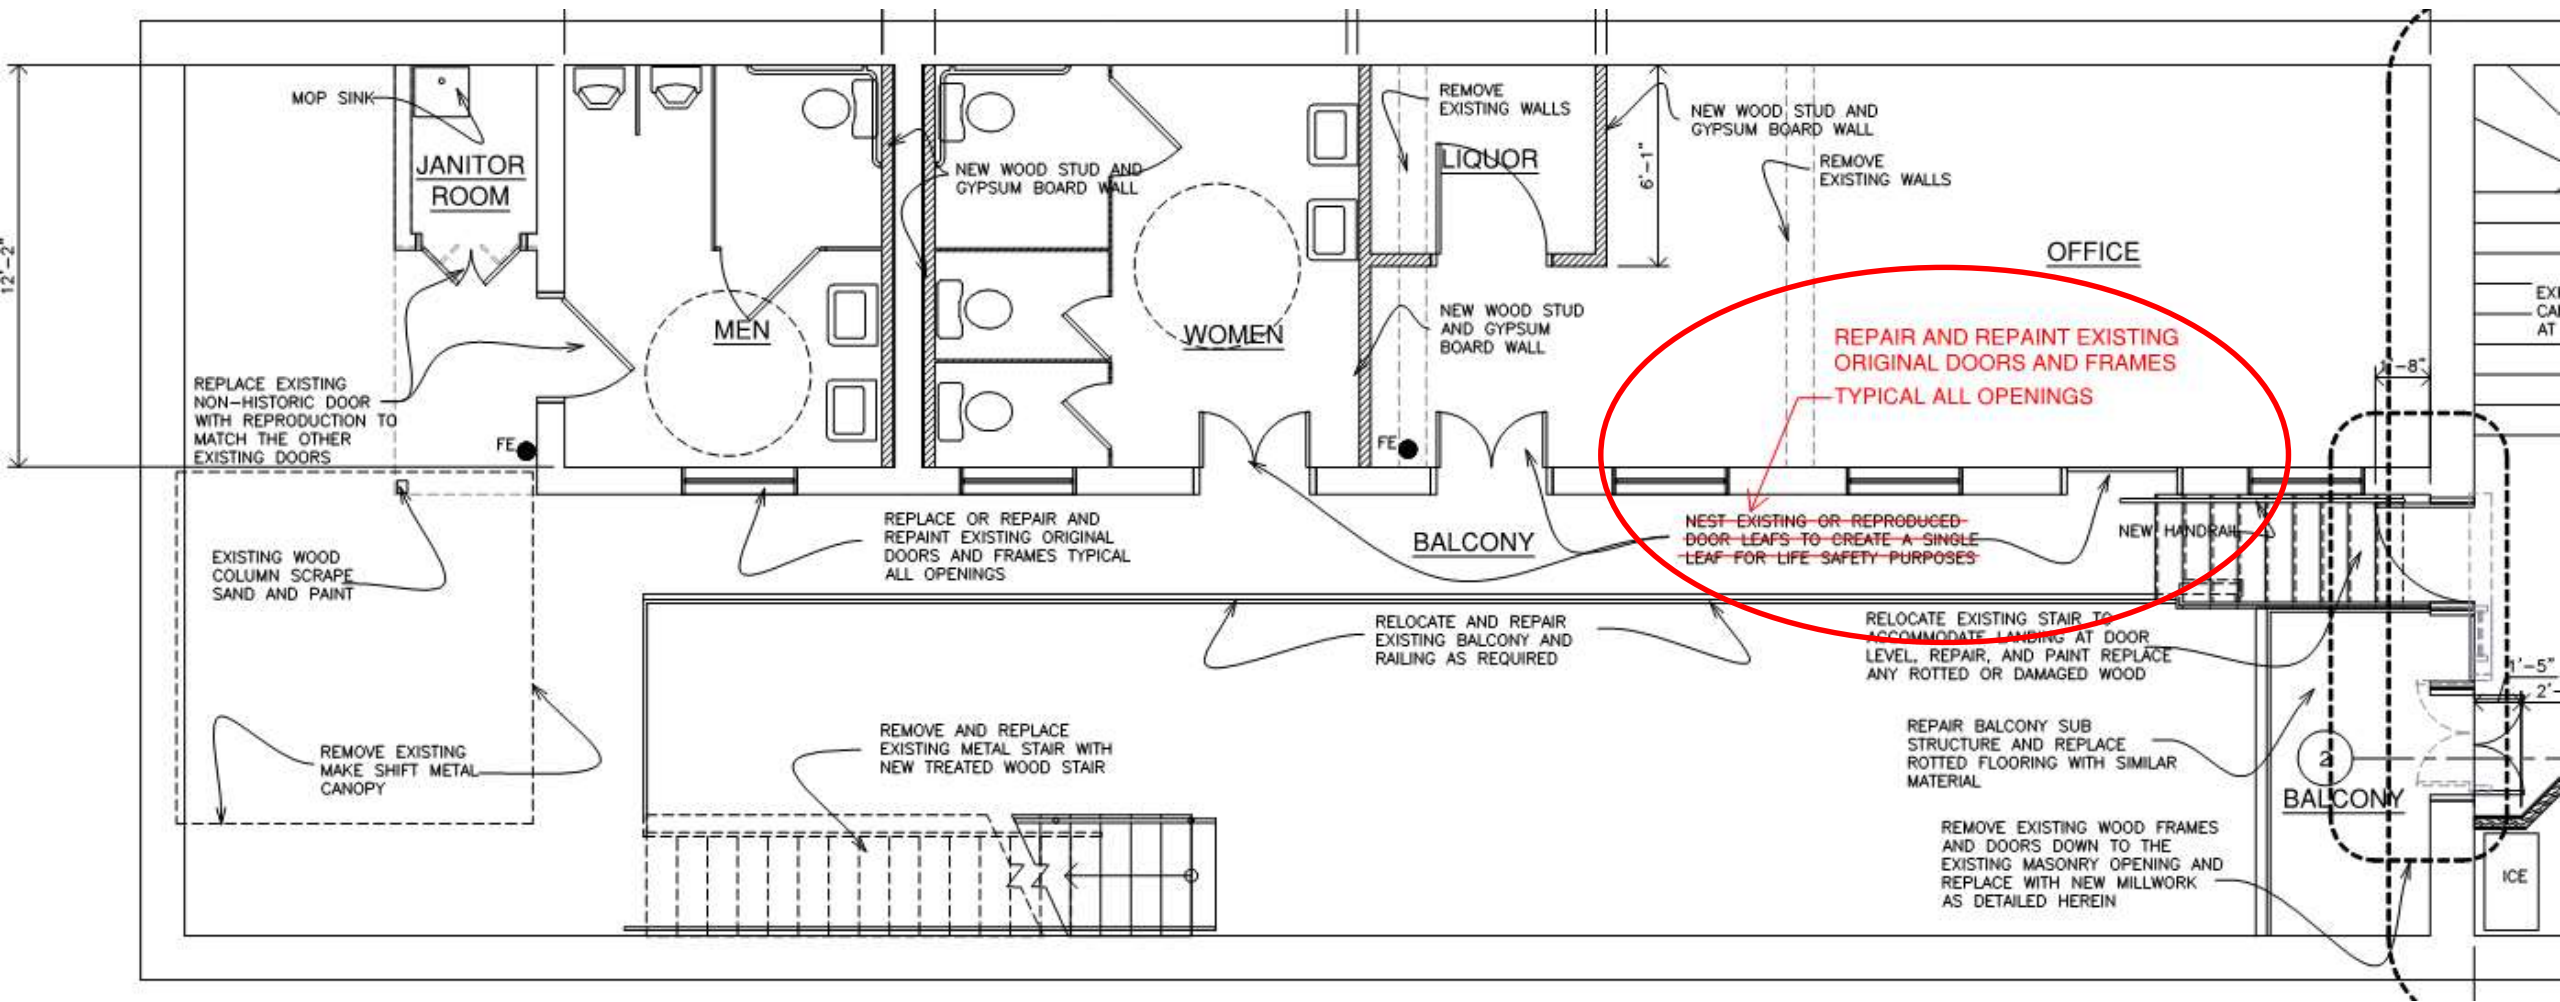 MOP SINK
JANITOR
ROOM
12'-2"
REPLACE EXISTING
NON-HISTORIC DOOR
WITH REPRODUCTION TO
MATCH THE OTHER
EXISTING DOORS
FE
MEN
NEW WOOD STUD AND
GYPSUM BOARD WALL
WOMEN
REMOVE
EXISTING WALLS
LIQUOR
6'-1"
NEW WOOD STUD AND
GYPSUM BOARD WALL
REMOVE
EXISTING WALLS
OFFICE
NEW WOOD STUD
AND GYPSUM
BOARD WALL
FE
REPAIR AND REPAINT EXISTING
ORIGINAL DOORS AND FRAMES
TYPICAL ALL OPENINGS
-8"
EXISTING WOOD
COLUMN SCRAPE
SAND AND PAINT
REPLACE OR REPAIR AND
REPAINT EXISTING ORIGINAL
DOORS AND FRAMES TYPICAL
ALL OPENINGS
BALCONY
NEST EXISTING OR REPRODUCED
DOOR LEAFS TO CREATE A SINGLE
LEAF FOR LIFE SAFETY PURPOSES
NEW HANDRAIL
RELOCATE AND REPAIR
EXISTING BALCONY AND
RAILING AS REQUIRED
RELOCATE EXISTING STAIR TO
ACCOMMODATE LANDING AT DOOR
LEVEL, REPAIR, AND PAINT REPLACE
ANY ROTTED OR DAMAGED WOOD
1'-5"
2'-
REMOVE EXISTING
MAKE SHIFT METAL
CANOPY
REMOVE AND REPLACE
EXISTING METAL STAIR WITH
NEW TREATED WOOD STAIR
REPAIR BALCONY SUB
STRUCTURE AND REPLACE
ROTTED FLOORING WITH SIMILAR
MATERIAL
2
BALCONY
REMOVE EXISTING WOOD FRAMES
AND DOORS DOWN TO THE
EXISTING MASONRY OPENING AND
REPLACE WITH NEW MILLWORK
AS DETAILED HEREIN
ICE
AT